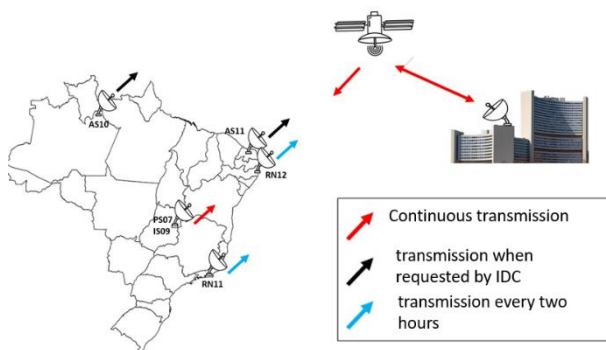 AS10
AS11
RN12
PS07
IS09
RN11
Continuous transmission
transmission when
requested by IDC
transmission every two
hours